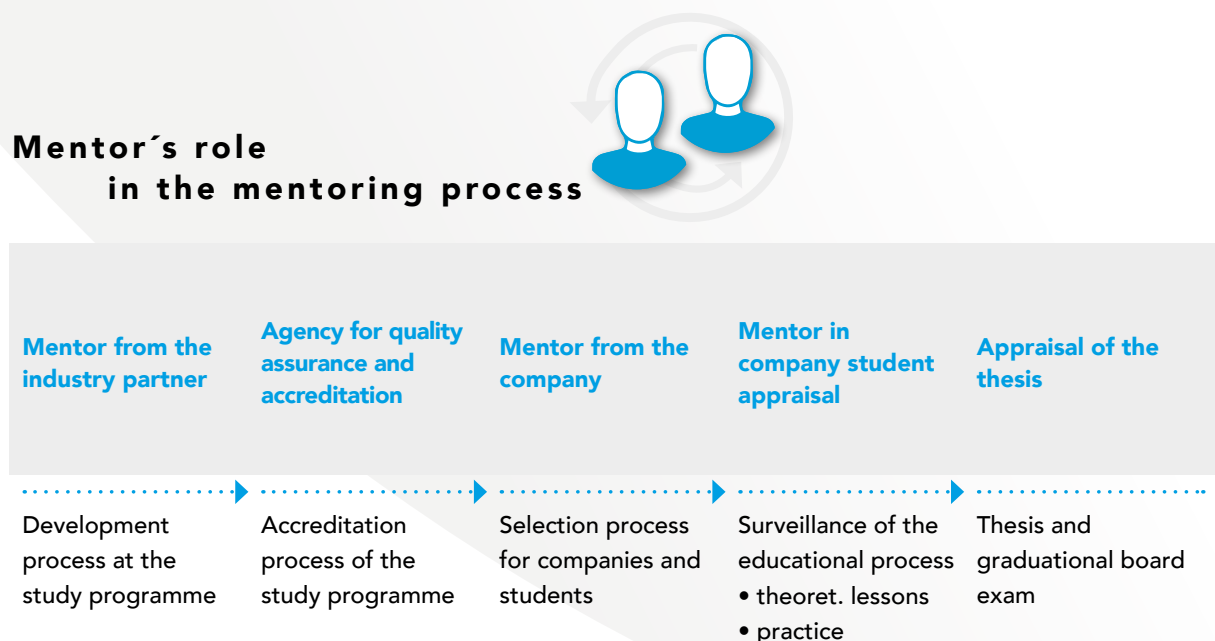 Mentor´s role
in the mentoring process
Mentor from the
industry partner
Agency for quality
assurance and
accreditation
Mentor from the
company
Mentor in
company student
appraisal
Appraisal of the
thesis
Development
process at the
study programme
Accreditation
process of the
study programme
Selection process
for companies and
students
Surveillance of the
educational process
• theoret. lessons
• practice
Thesis and
graduational board
exam